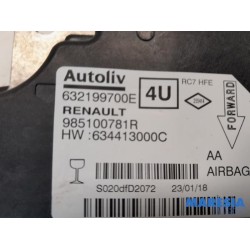 Autoliv
632199700E
4U
RC7 HFE
RENAULT
985100781R
HW :634413000C
FORWARD
AA
AIRBAG
S020dfD2072
23/01/18